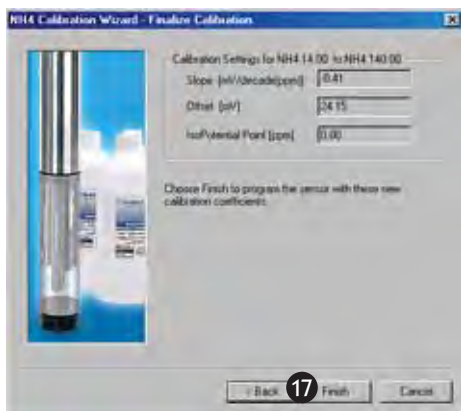 NH4 Calibration Wizard - Finalize Calibration
Calibration Settings for NH4 14.00 to NH4 140.00
Slope [mV/decade(ppm)] -0.41
Offset [mV] 24.15
IsoPotential Point [ppm] 0.00
Choose Finish to program the sensor with these new
calibration coefficients.
< Back 17 Finish Cancel